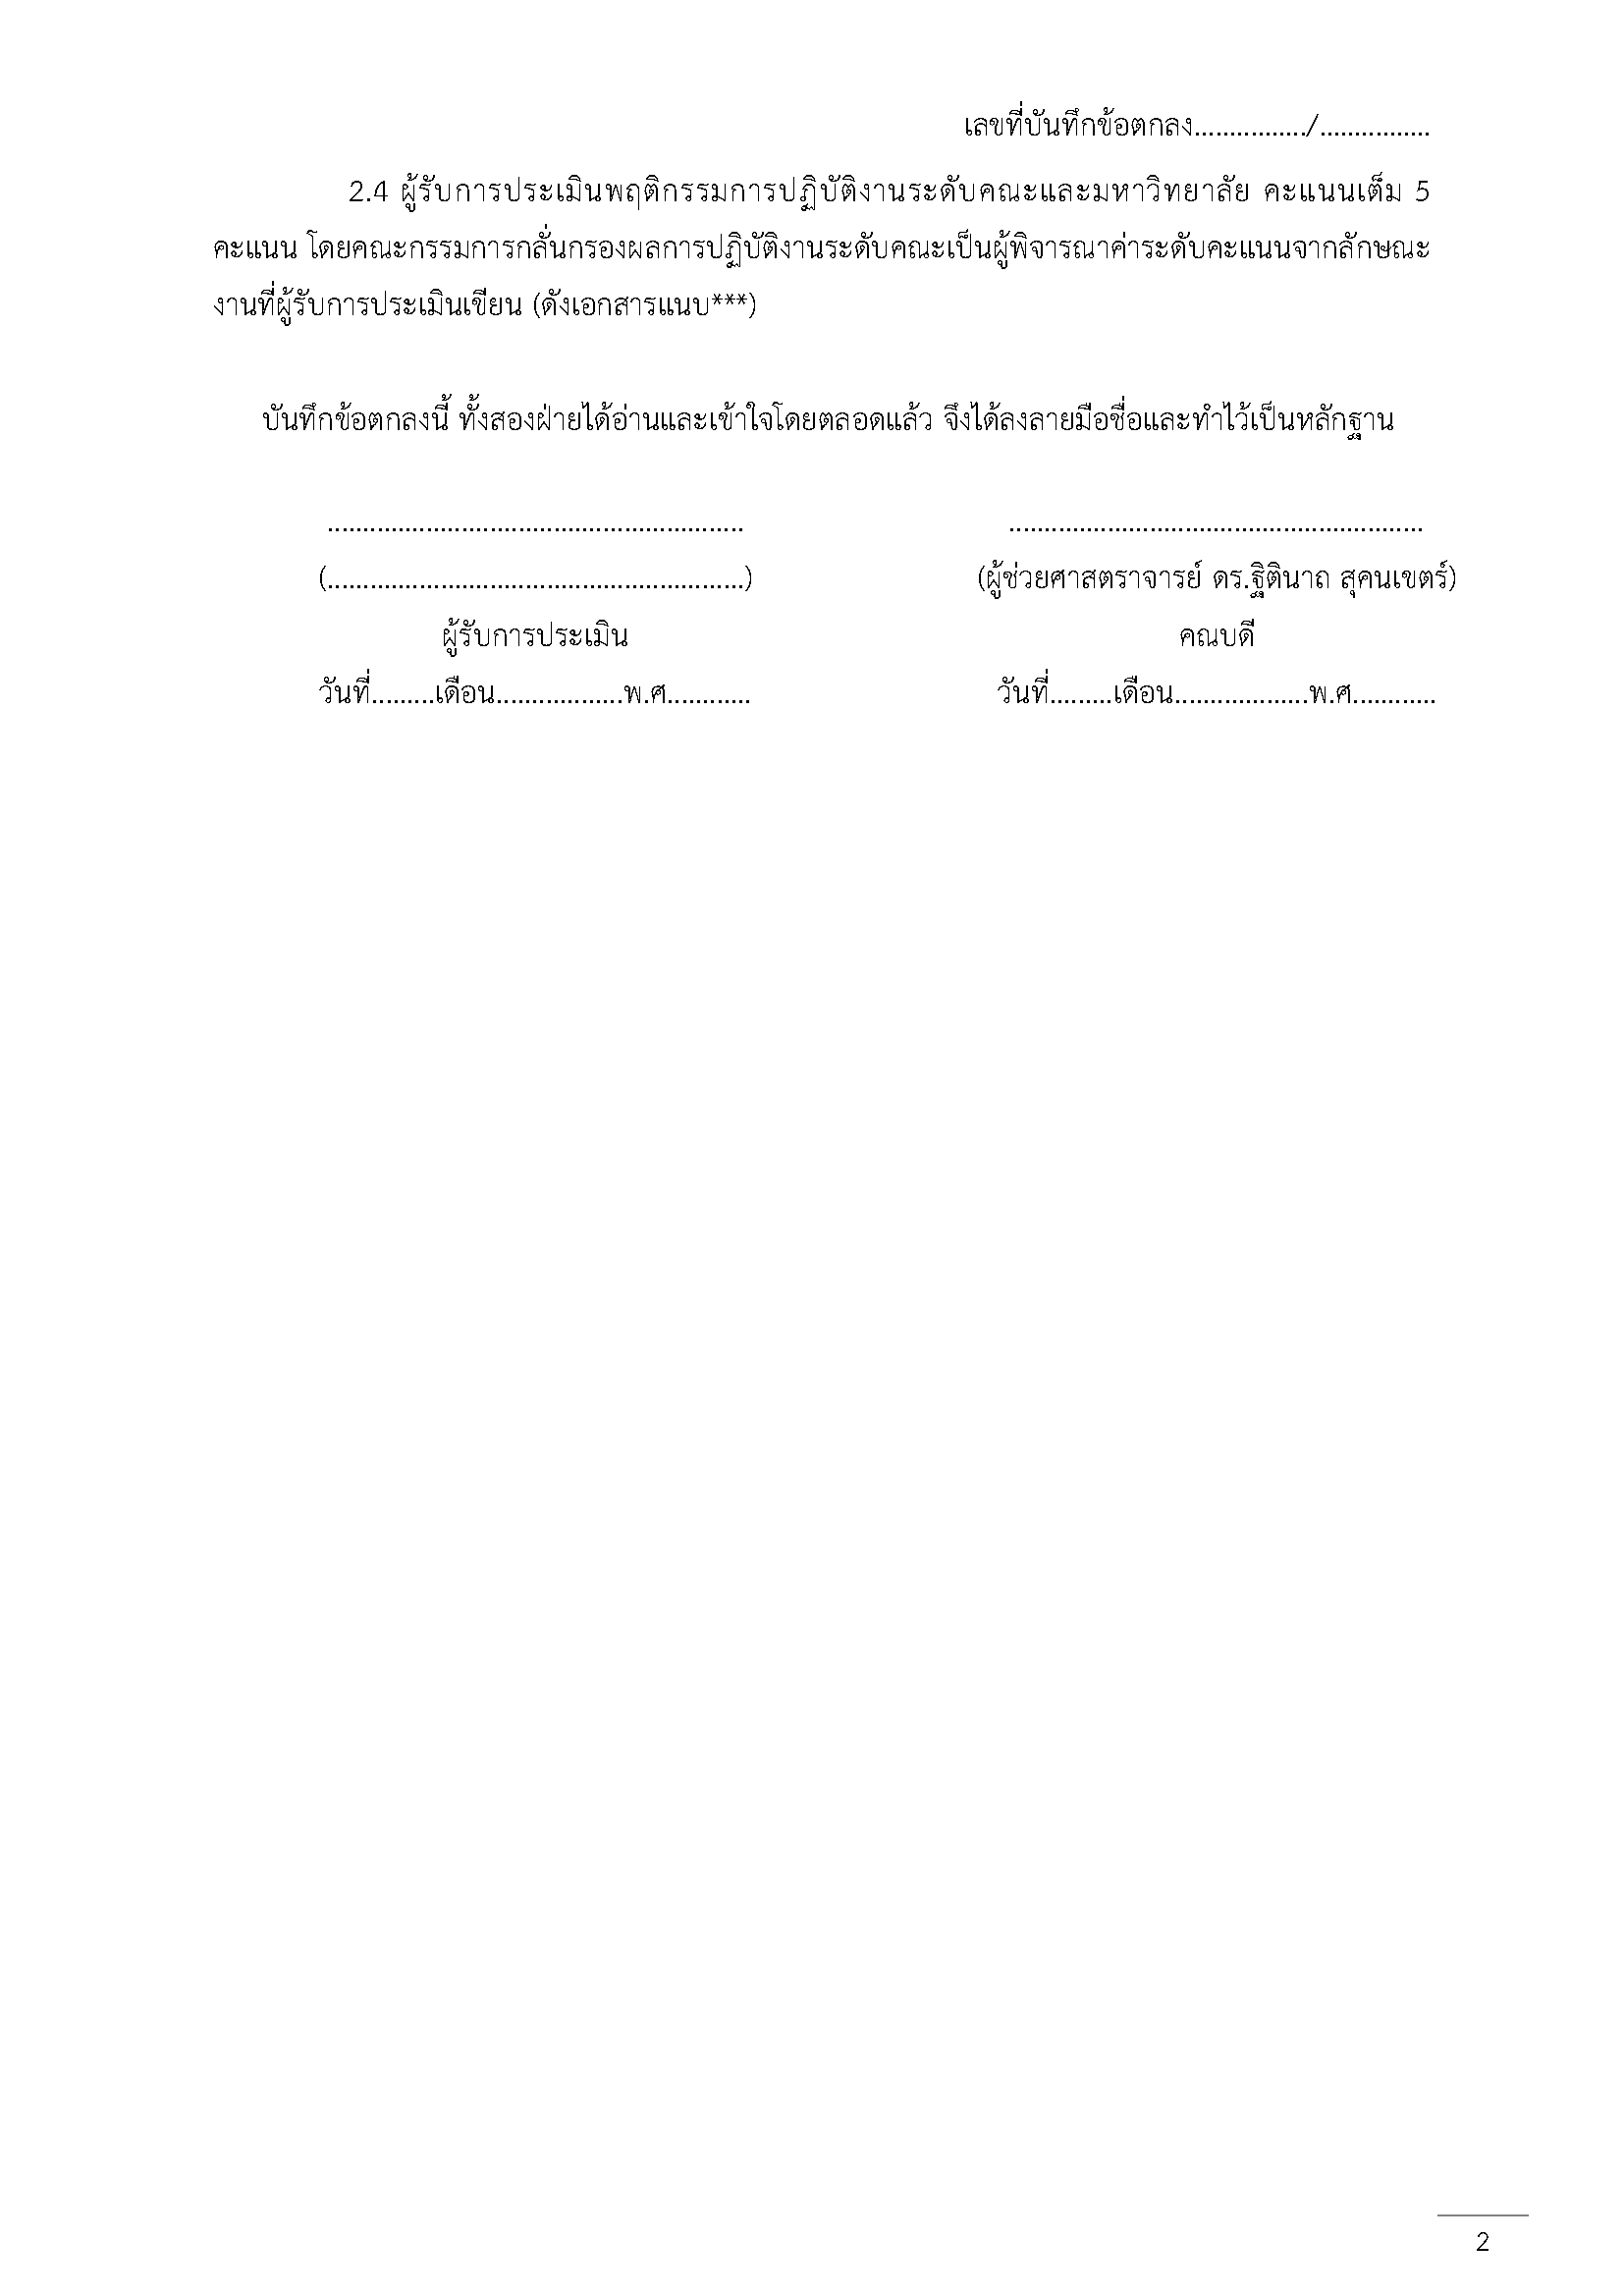 เลขที่บันทึกข้อตกลง................/................
2.4 ผู้รับการประเมินพฤติกรรมการปฏิบัติงานระดับคณะและมหาวิทยาลัย คะแนนเต็ม 5
คะแนน โดยคณะกรรมการกลั่นกรองผลการปฏิบัติงานระดับคณะเป็นผู้พิจารณาค่าระดับคะแนนจากลักษณะ
งานที่ผู้รับการประเมินเขียน (ดังเอกสารแนบ***)
บันทึกข้อตกลงนี้ ทั้งสองฝ่ายได้อ่านและเข้าใจโดยตลอดแล้ว จึงได้ลงลายมือชื่อและทำไว้เป็นหลักฐาน
........................................................... ...........................................................
(...........................................................) (ผู้ช่วยศาสตราจารย์ ดร.ฐิตินาถ สุคนเขตร์)
ผู้รับการประเมิน คณบดี
วันที่.........เดือน..................พ.ศ............ วันที่.........เดือน...................พ.ศ............
2